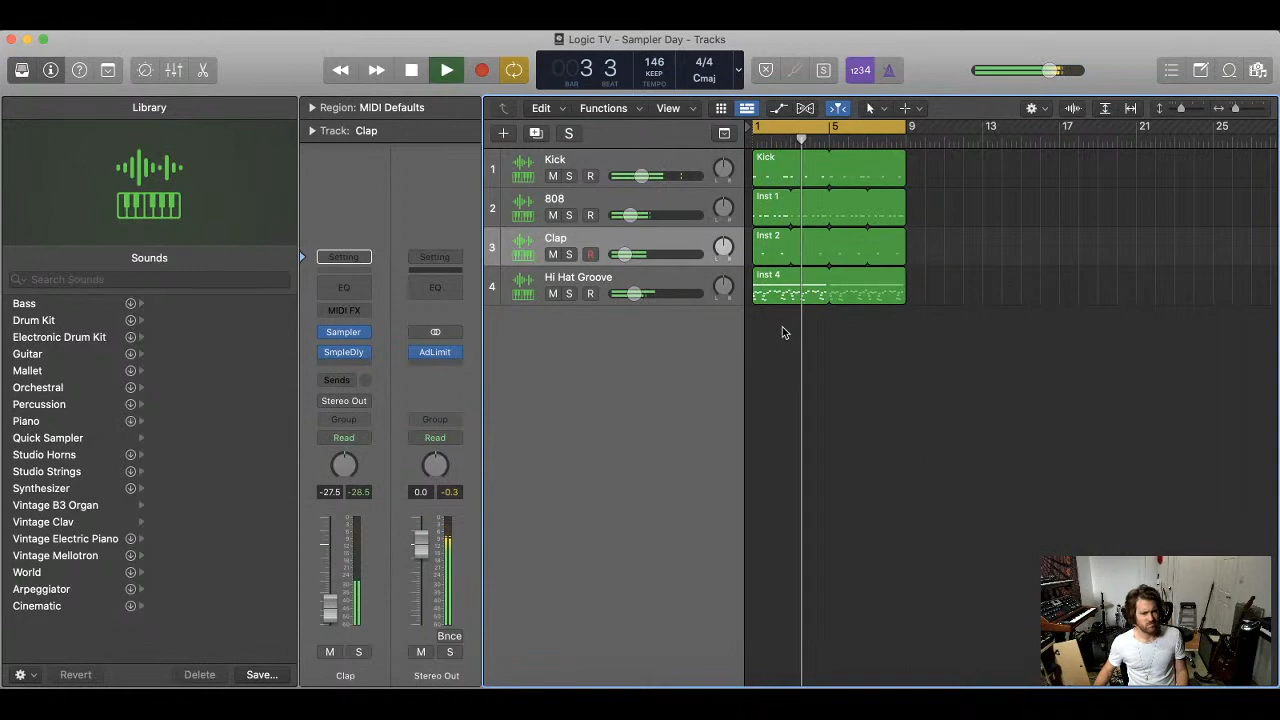 Logic TV - Sampler Day - Tracks
003 3
BAR BEAT
146
KEEP
TEMPO
4/4
Cmaj
1234
Library
Region: MIDI Defaults
Track: Clap
Edit Functions View
1 5 9 13 17 21 25
Sounds
Search Sounds
Bass
Drum Kit
Electronic Drum Kit
Guitar
Mallet
Orchestral
Percussion
Piano
Quick Sampler
Studio Horns
Studio Strings
Synthesizer
Vintage B3 Organ
Vintage Clav
Vintage Electric Piano
Vintage Mellotron
World
Arpeggiator
Cinematic
Revert Delete Save...
Setting Setting
EQ EQ
MIDI FX
Sampler
SmpleDly AdLimit
Sends
Stereo Out
Group Group
Read Read
-27.5 -28.5 0.0 -0.3
Bnce
M S M S
Clap Stereo Out
S
1 Kick
M S R
L R
2 808
M S R
L R
3 Clap
M S R
L R
4 Hi Hat Groove
M S R
L R
Kick
Inst 1
Inst 2
Inst 4